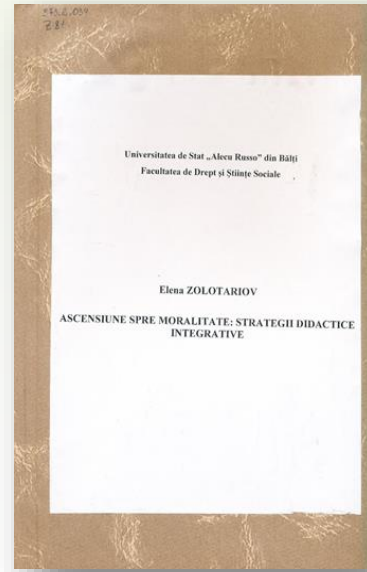 Z 81
Universitatea de Stat „Alecu Russo” din Bălți
Facultatea de Drept și Științe Sociale
Elena ZOLOTARIOV
ASCENSIUNE SPRE MORALITATE: STRATEGII DIDACTICE
INTEGRATIVE